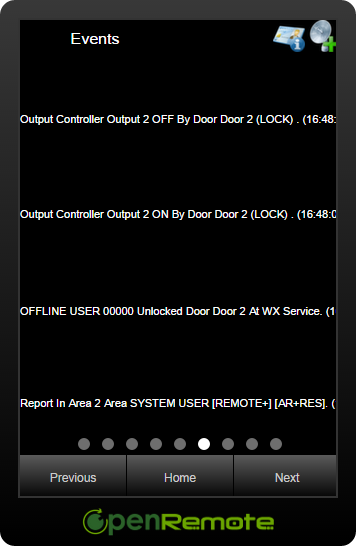 Events
Output Controller Output 2 OFF By Door Door 2 (LOCK) . (16:48:
Output Controller Output 2 ON By Door Door 2 (LOCK) . (16:48:0
OFFLINE USER 00000 Unlocked Door Door 2 At WX Service. (1
Report In Area 2 Area SYSTEM USER [REMOTE+] [AR+RES]. (
Previous Home Next
OpenRemote